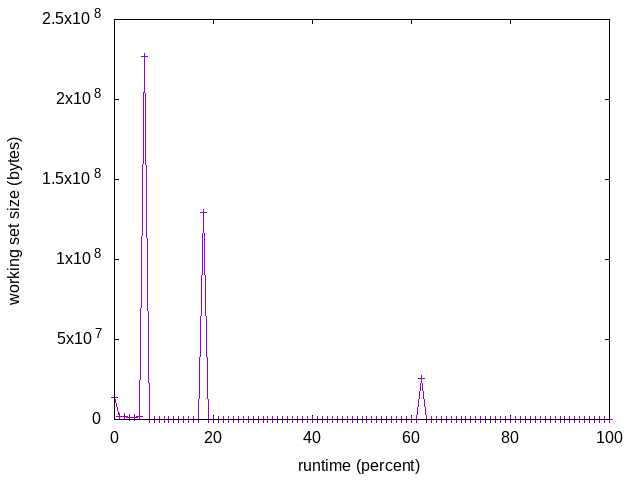 2.5x10^8
2x10^8
1.5x10^8
1x10^8
5x10^7
0
0 20 40 60 80 100
working set size (bytes)
runtime (percent)